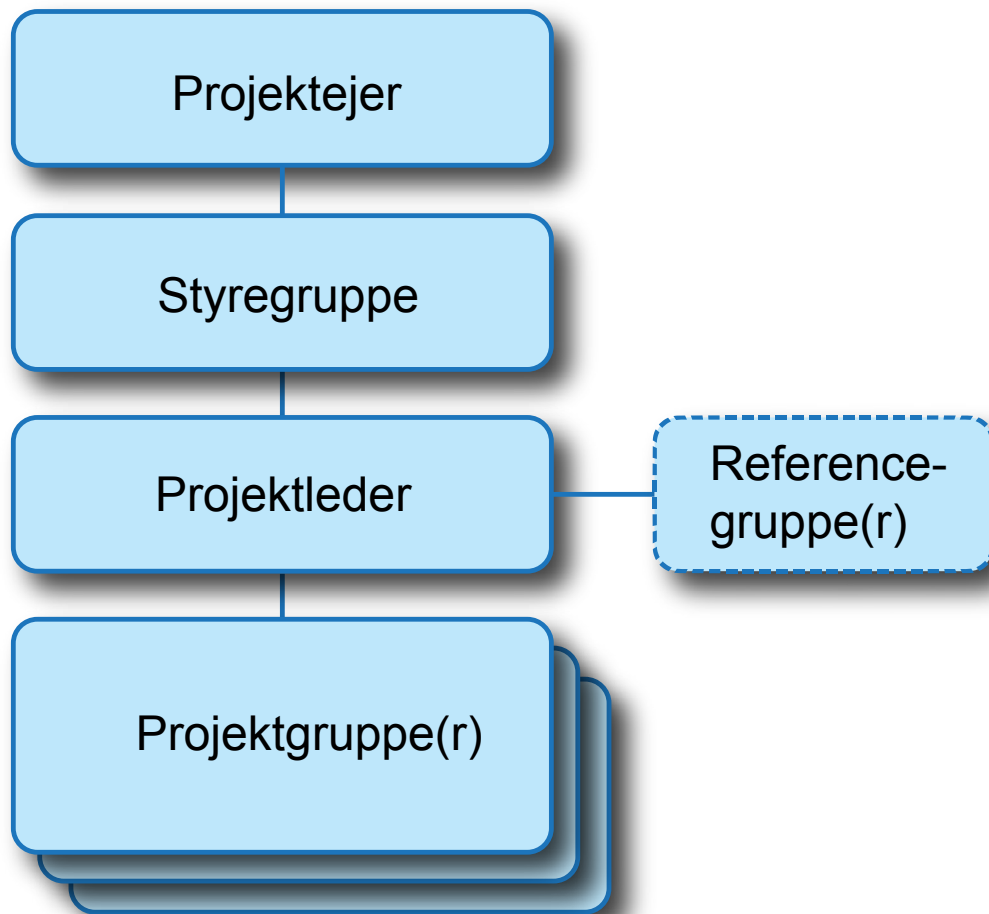 Projektejer
Styregruppe
Projektleder
Reference-
gruppe(r)
Projektgruppe(r)